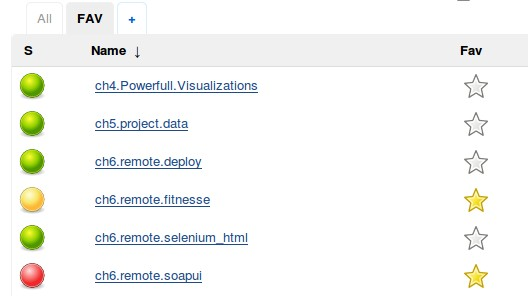 All FAV +
S Name ↓ Fav
ch4.Powerfull.Visualizations
ch5.project.data
ch6.remote.deploy
ch6.remote.fitnesse
ch6.remote.selenium_html
ch6.remote.soapui